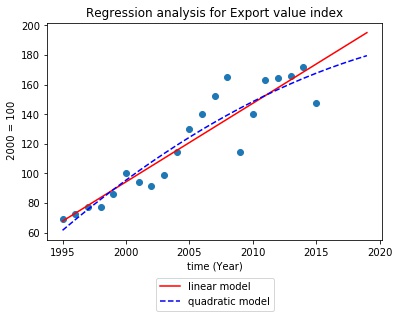 Regression analysis for Export value index
2000 = 100
200
180
160
140
120
100
80
60
1995
2000
2005
2010
2015
2020
time (Year)
linear model
quadratic model